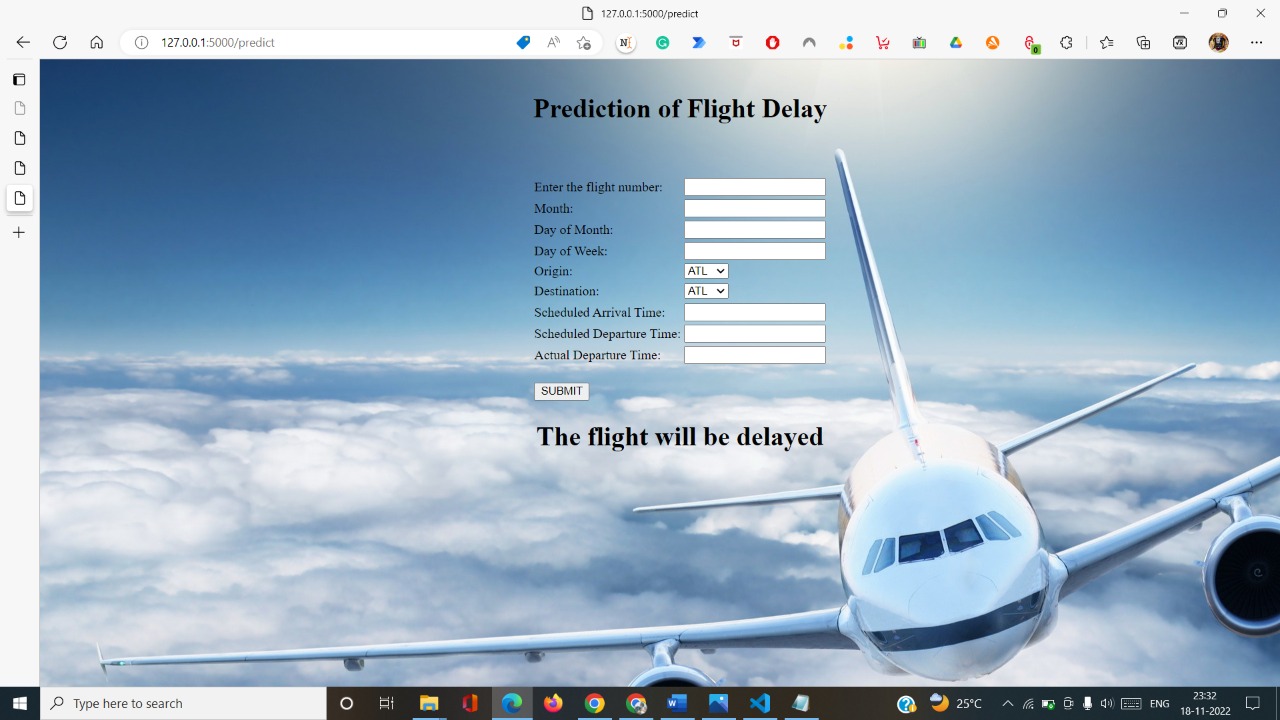 127.0.0.1:5000/predict
127.0.0.1:5000/predict
0
Prediction of Flight Delay
Enter the flight number:
Month:
Day of Month:
Day of Week:
Origin: ATL
Destination: ATL
Scheduled Arrival Time:
Scheduled Departure Time:
Actual Departure Time:
SUBMIT
The flight will be delayed
Type here to search
25°C
ENG
23:32
18-11-2022